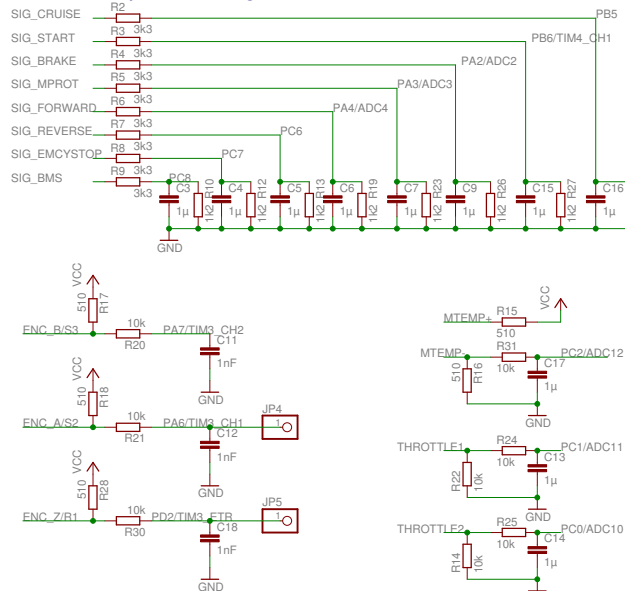 SIG_CRUISE R2 PB5
3k3
SIG_START R3 PB6/TIM4_CH1
3k3
SIG_BRAKE R4 PA2/ADC2
3k3
SIG_MPROT R5 PA3/ADC3
3k3
SIG_FORWARD R6 PA4/ADC4
3k3
SIG_REVERSE R7 PC6
3k3
SIG_EMCYSTOP R8 PC7
3k3
SIG_BMS R9 PC8
3k3
C3 R10 C4 R12 C5 R13 C6 R19 C7 R23 C9 R26 C15 R27 C16
1µ 1k2 1µ 1k2 1µ 1k2 1µ 1k2 1µ 1k2 1µ 1k2 1µ 1k2 1µ
GND
VCC
510 R17
ENC_B/S3 10k PA7/TIM3_CH2
R20 C11
1nF
GND
VCC
510 R18
ENC_A/S2 10k PA6/TIM3_CH1 JP4
R21 C12 1
1nF
GND
VCC
510 R28
ENC_Z/R1 10k PD2/TIM3_ETR JP5
R30 C18 1
1nF
GND
VCC
MTEMP+ R15
510
MTEMP- R31 PC2/ADC12
10k C17
510 R16 1µ
GND
THROTTLE1 R24 PC1/ADC11
10k C13
R22 10k 1µ
GND
THROTTLE2 R25 PC0/ADC10
10k C14
R14 10k 1µ